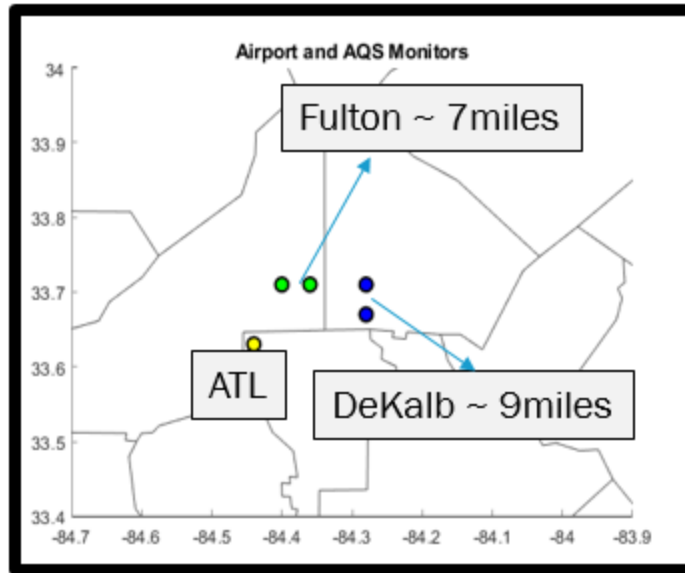 Airport and AQS Monitors
34
Fulton ~ 7miles
33.9
33.8
33.7
33.6
ATL
DeKalb ~ 9miles
33.5
33.4
-84.7 -84.6 -84.5 -84.4 -84.3 -84.2 -84.1 -84 -83.9